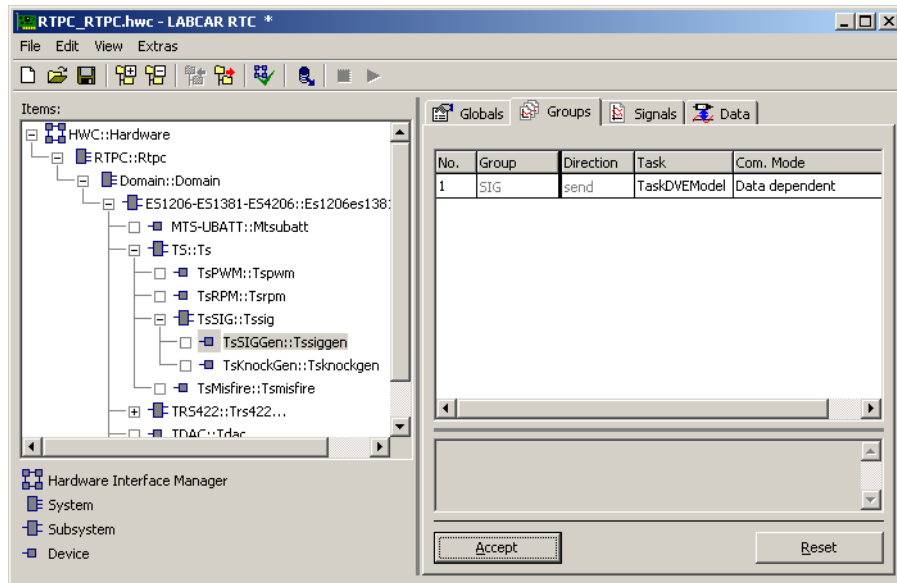 RTPC_RTPC.hwc - LABCAR RTC *
File Edit View Extras
Items:
HWC::Hardware
RTPC::Rtpc
Domain::Domain
ES1206-ES1381-ES4206::Es1206es138
MTS-UBATT::Mtsubatt
TS::Ts
TsPWM::Tspwm
TsRPM::Tsrpm
TsSIG::Tssig
TsSIGGen::Tssiggen
TsKnockGen::Tsknockgen
TsMisfire::Tsmisfire
TRS422::Trs422...
TDAC::Tdac
Hardware Interface Manager
System
Subsystem
Device
Globals Groups Signals Data
No. Group Direction Task Com. Mode
1 SIG send TaskDVEModel Data dependent
Accept Reset